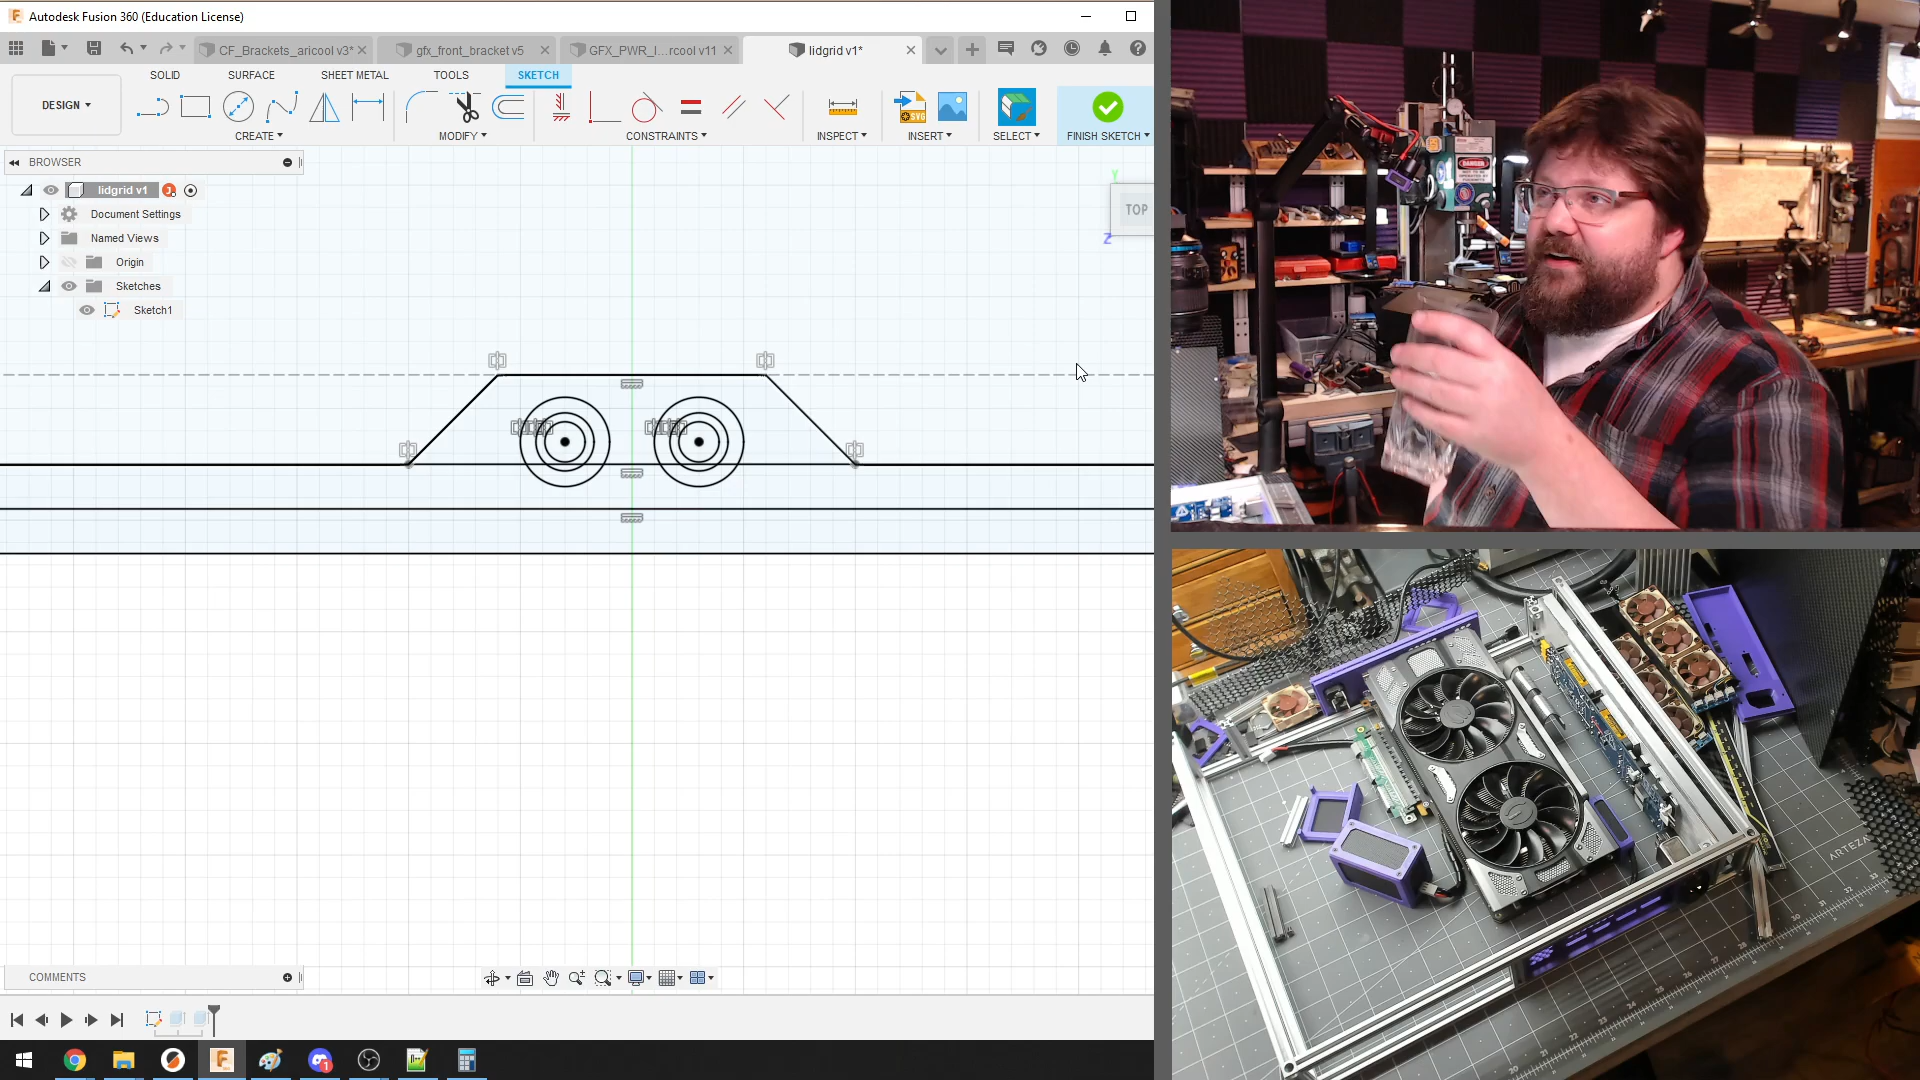 Autodesk Fusion 360 (Education License)
CF_Brackets_aricool v3*
gfx_front_bracket v5
GFX_PWR_I...rcool v11
lidgrid v1*
SOLID
SURFACE
SHEET METAL
TOOLS
SKETCH
DESIGN
CREATE
MODIFY
CONSTRAINTS
INSPECT
INSERT
SELECT
FINISH SKETCH
BROWSER
lidgrid v1
Document Settings
Named Views
Origin
Sketches
Sketch1
Y
TOP
Z
DANGER
ARTEZA
COMMENTS